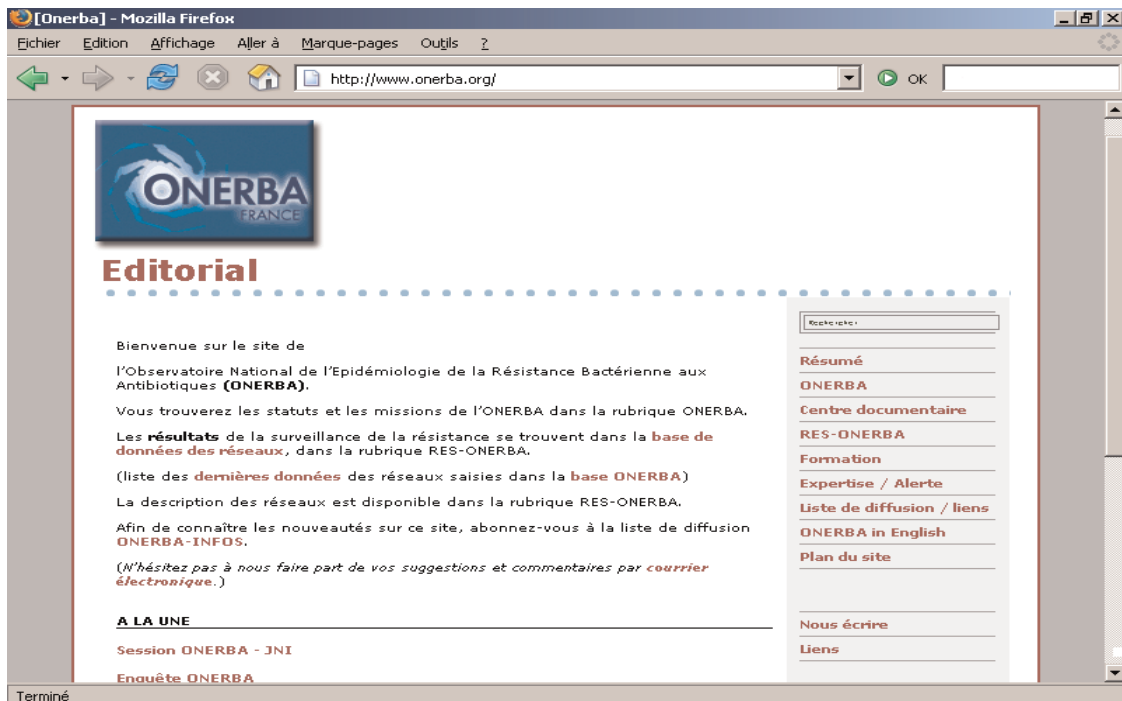 [Onerba] - Mozilla Firefox
Fichier Edition Affichage Aller à Marque-pages Outils ?
http://www.onerba.org/
OK
ONERBA
FRANCE
Editorial
Bienvenue sur le site de
l'Observatoire National de l'Epidémiologie de la Résistance Bactérienne aux
Antibiotiques (ONERBA).
Vous trouverez les statuts et les missions de l'ONERBA dans la rubrique ONERBA.
Les résultats de la surveillance de la résistance se trouvent dans la base de
données des réseaux, dans la rubrique RES-ONERBA.
(liste des dernières données des réseaux saisies dans la base ONERBA)
La description des réseaux est disponible dans la rubrique RES-ONERBA.
Afin de connaître les nouveautés sur ce site, abonnez-vous à la liste de diffusion
ONERBA-INFOS.
(N'hésitez pas à nous faire part de vos suggestions et commentaires par courrier
électronique.)
A LA UNE
Session ONERBA - JNI
Enquête ONERBA
Rechercher
Résumé
ONERBA
Centre documentaire
RES-ONERBA
Formation
Expertise / Alerte
Liste de diffusion / liens
ONERBA in English
Plan du site
Nous écrire
Liens
Terminé